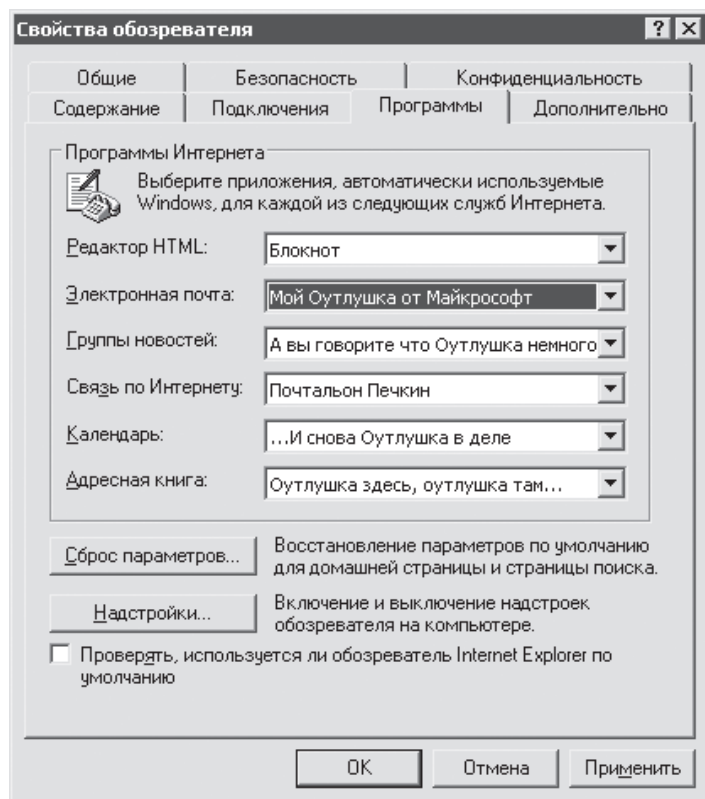 Свойства обозревателя
Общие Безопасность Конфиденциальность
Содержание Подключения Программы Дополнительно
Программы Интернета
Выберите приложения, автоматически используемые
Windows, для каждой из следующих служб Интернета.
Редактор HTML: Блокнот
Электронная почта: Мой Оутлушка от Майкрософт
Группы новостей: А вы говорите что Оутлушка немного
Связь по Интернету: Почтальон Печкин
Календарь: ...И снова Оутлушка в деле
Адресная книга: Оутлушка здесь, оутлушка там...
Сброс параметров... Восстановление параметров по умолчанию
для домашней страницы и страницы поиска.
Надстройки... Включение и выключение надстроек
обозревателя на компьютере.
Проверять, используется ли обозреватель Internet Explorer по
умолчанию
OK Отмена Применить